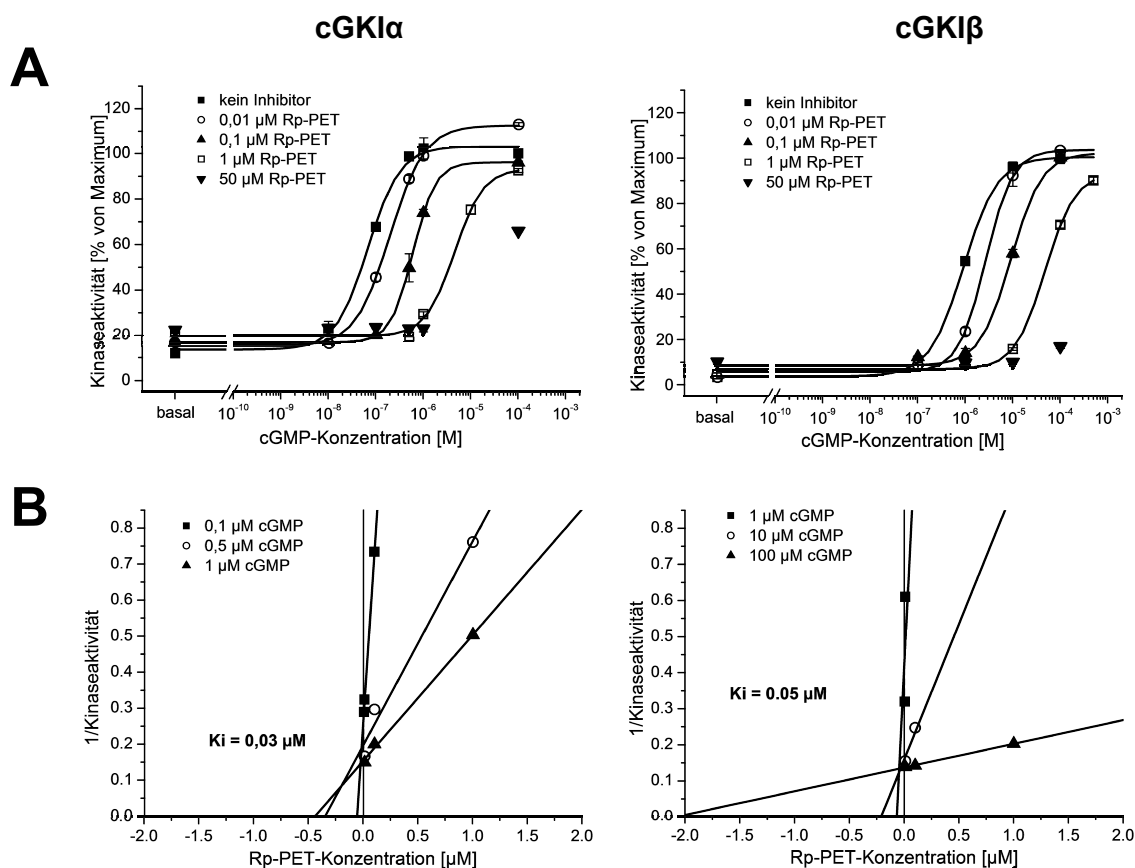 cGKIα
cGKIβ
A
Kinaseaktivität [% von Maximum]
120
100
80
60
40
20
0
kein Inhibitor
0,01 µM Rp-PET
0,1 µM Rp-PET
1 µM Rp-PET
50 µM Rp-PET
basal
10⁻¹⁰ 10⁻⁹ 10⁻⁸ 10⁻⁷ 10⁻⁶ 10⁻⁵ 10⁻⁴ 10⁻³
cGMP-Konzentration [M]
Kinaseaktivität [% von Maximum]
120
100
80
60
40
20
0
kein Inhibitor
0,01 µM Rp-PET
0,1 µM Rp-PET
1 µM Rp-PET
50 µM Rp-PET
basal
10⁻¹⁰ 10⁻⁹ 10⁻⁸ 10⁻⁷ 10⁻⁶ 10⁻⁵ 10⁻⁴ 10⁻³
cGMP-Konzentration [M]
B
1/Kinaseaktivität
0.8
0.7
0.6
0.5
0.4
0.3
0.2
0.1
0.0
0,1 µM cGMP
0,5 µM cGMP
1 µM cGMP
Ki = 0,03 µM
-2.0 -1.5 -1.0 -0.5 0.0 0.5 1.0 1.5 2.0
Rp-PET-Konzentration [µM]
1/Kinaseaktivität
0.8
0.7
0.6
0.5
0.4
0.3
0.2
0.1
0.0
1 µM cGMP
10 µM cGMP
100 µM cGMP
Ki = 0.05 µM
-2.0 -1.5 -1.0 -0.5 0.0 0.5 1.0 1.5 2.0
Rp-PET-Konzentration [µM]